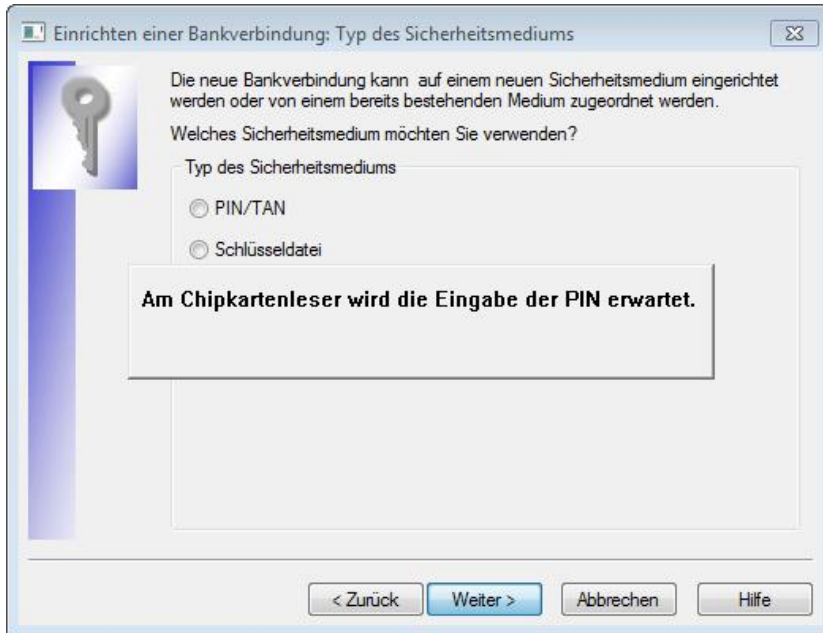 Einrichten einer Bankverbindung: Typ des Sicherheitsmediums
Die neue Bankverbindung kann auf einem neuen Sicherheitsmedium eingerichtet
werden oder von einem bereits bestehenden Medium zugeordnet werden.
Welches Sicherheitsmedium möchten Sie verwenden?
Typ des Sicherheitsmediums
PIN/TAN
Schlüsseldatei
Am Chipkartenleser wird die Eingabe der PIN erwartet.
< Zurück
Weiter >
Abbrechen
Hilfe